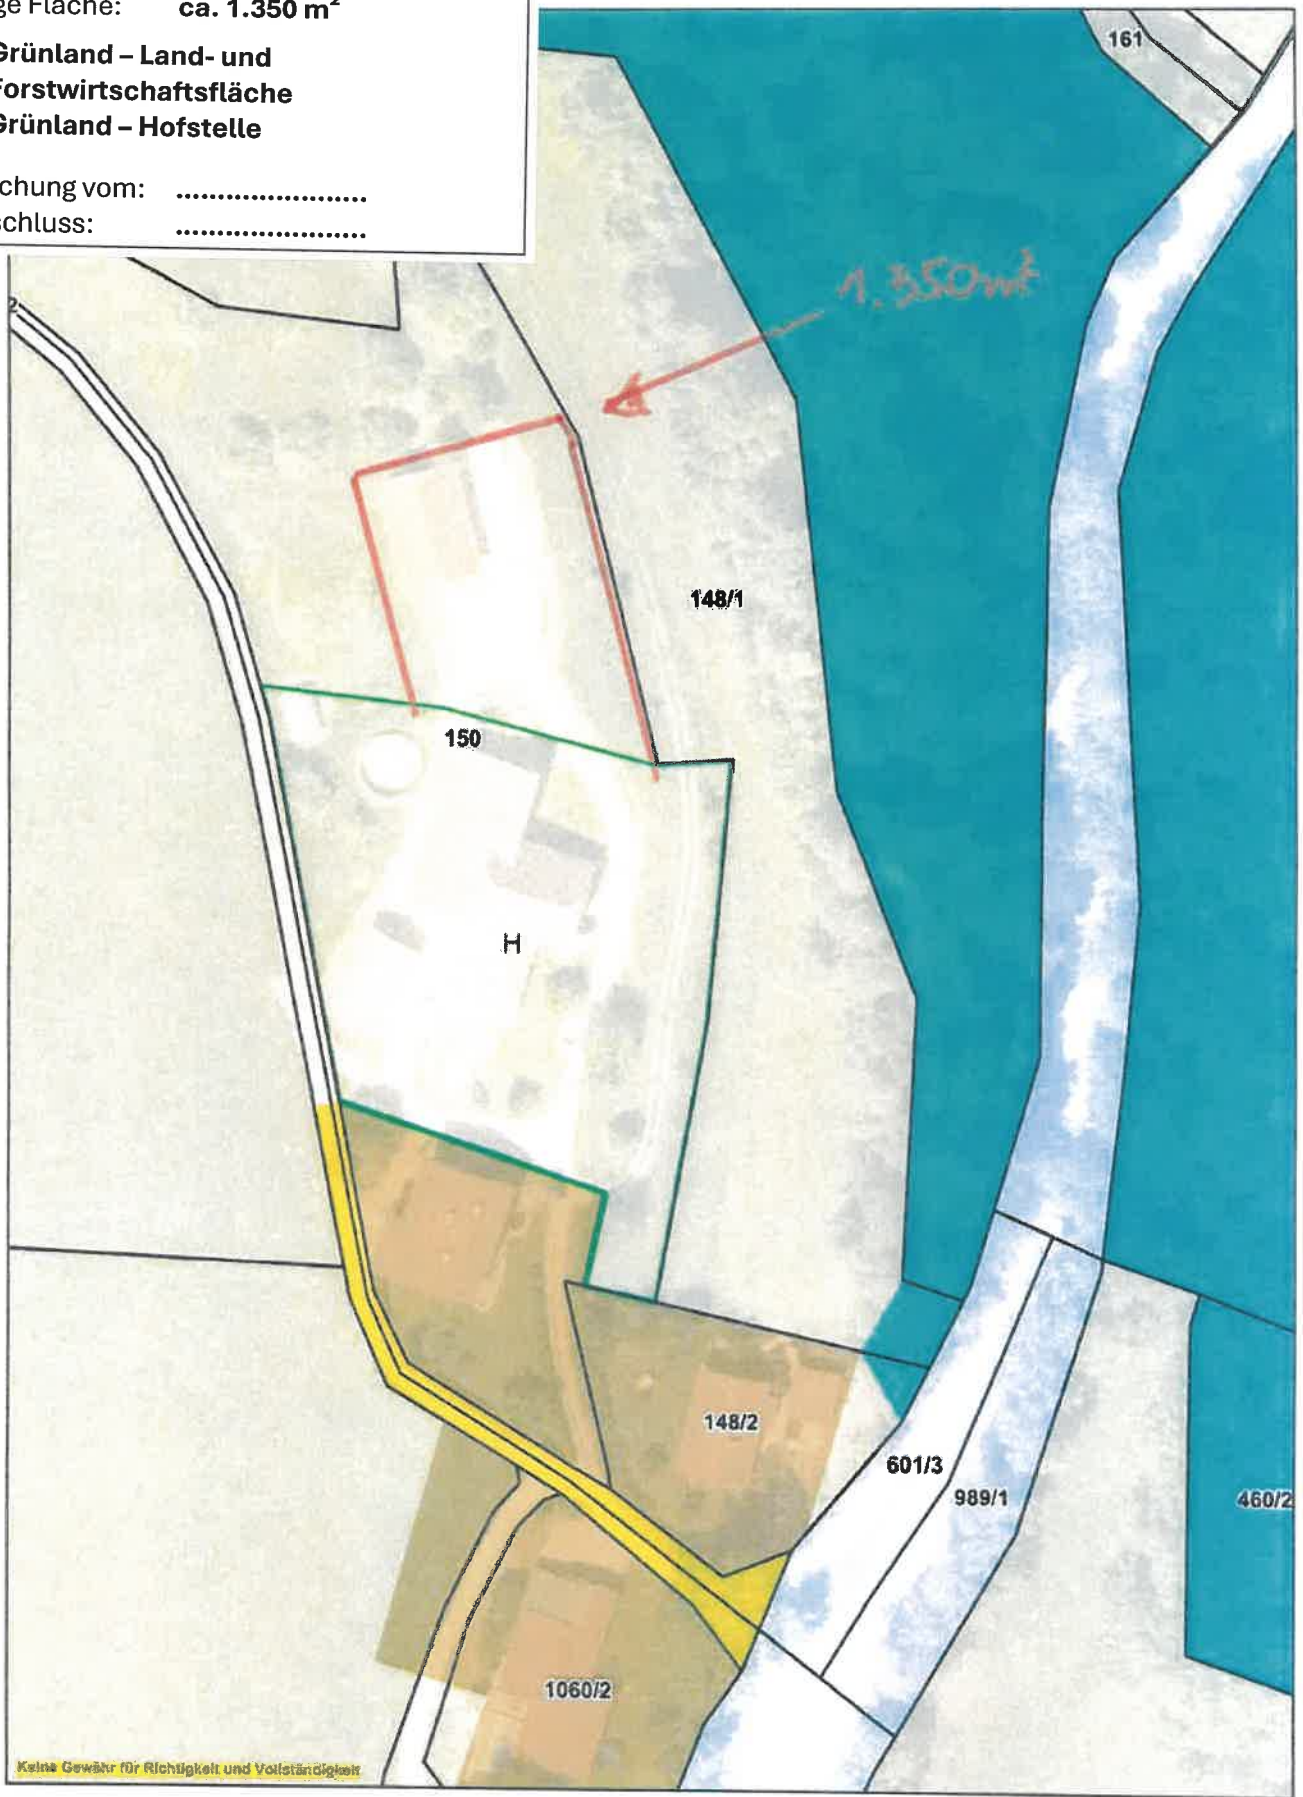 ge Fläche: ca. 1.350 m²
Grünland – Land- und
Forstwirtschaftsfläche
Grünland – Hofstelle
chung vom: ........................
schluss: ........................
161
1.350m²
2
148/1
150
H
148/2
601/3
989/1
460/2
1060/2
Keine Gewähr für Richtigkeit und Vollständigkeit